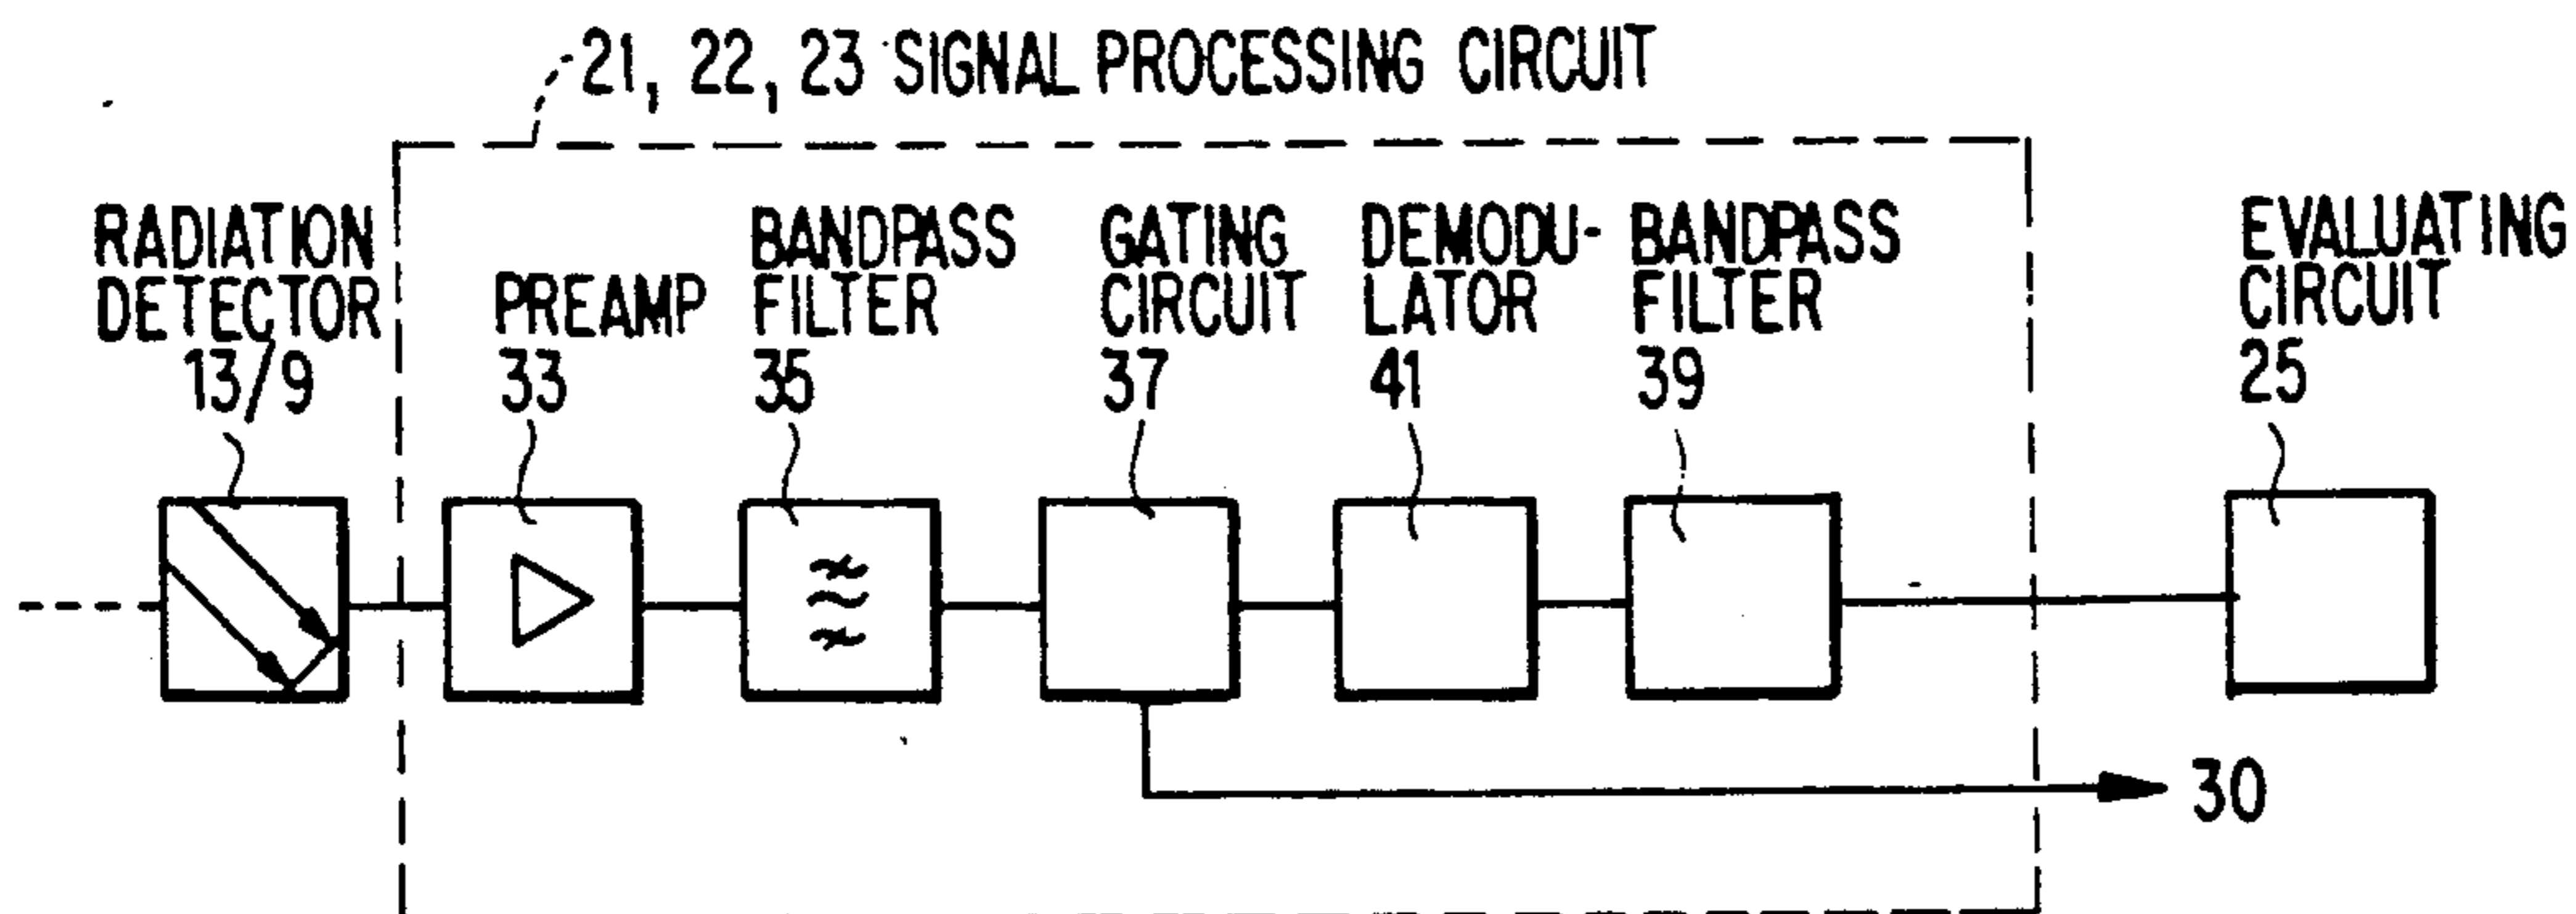 21, 22, 23 SIGNAL PROCESSING CIRCUIT
RADIATION
DETECTOR
13/9
PREAMP
33
BANDPASS
FILTER
35
GATING
CIRCUIT
37
DEMODU-
LATOR
41
BANDPASS
FILTER
39
EVALUATING
CIRCUIT
25
30